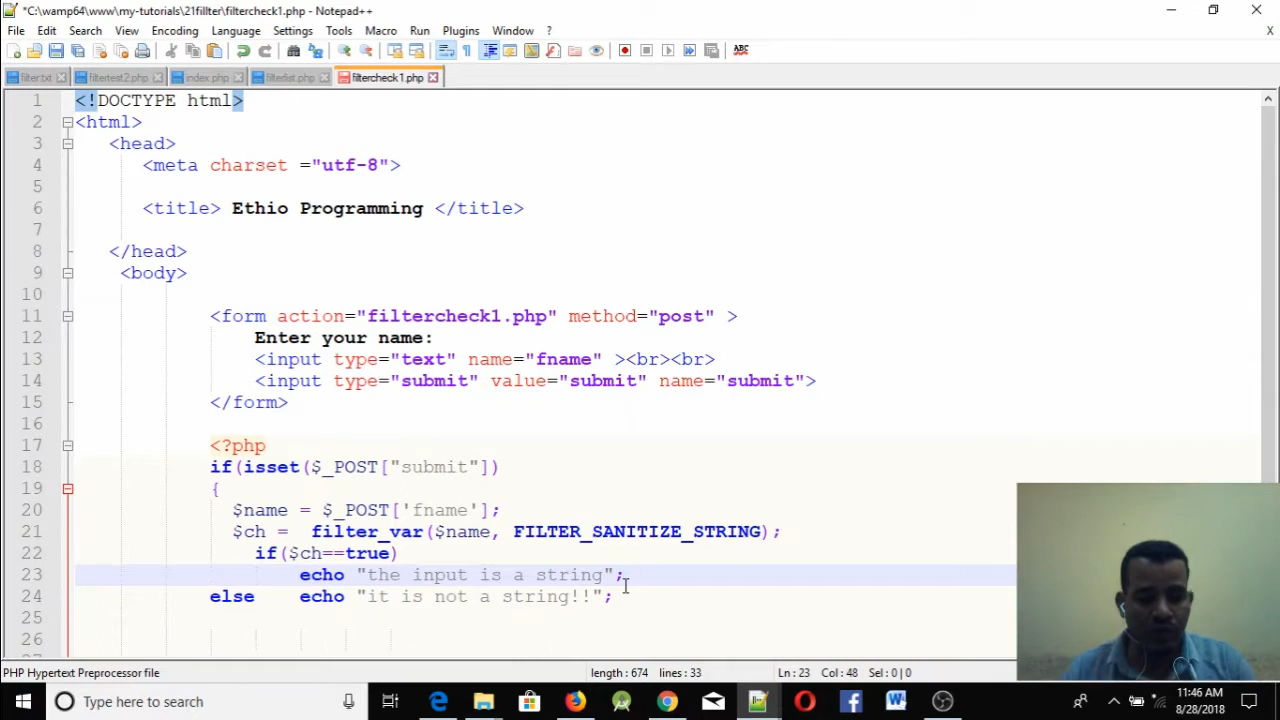 *C:\wamp64\www\my-tutorials\21fillter\filtercheck1.php - Notepad++
File Edit Search View Encoding Language Settings Tools Macro Run Plugins Window ? X
filter.txt filtertest2.php index.php filterlist.php filtercheck1.php
1 <!DOCTYPE html>
2 <html>
3 <head>
4 <meta charset ="utf-8">
5
6 <title> Ethio Programming </title>
7
8 </head>
9 <body>
10
11 <form action="filtercheck1.php" method="post" >
12 Enter your name:
13 <input type="text" name="fname" ><br><br>
14 <input type="submit" value="submit" name="submit">
15 </form>
16
17 <?php
18 if(isset($_POST["submit"])
19 {
20 $name = $_POST['fname'];
21 $ch = filter_var($name, FILTER_SANITIZE_STRING);
22 if($ch==true)
23 echo "the input is a string";
24 else echo "it is not a string!!";
25
26
PHP Hypertext Preprocessor file length : 674 lines : 33 Ln : 23 Col : 48 Sel : 0 | 0
Type here to search
11:46 AM
8/28/2018